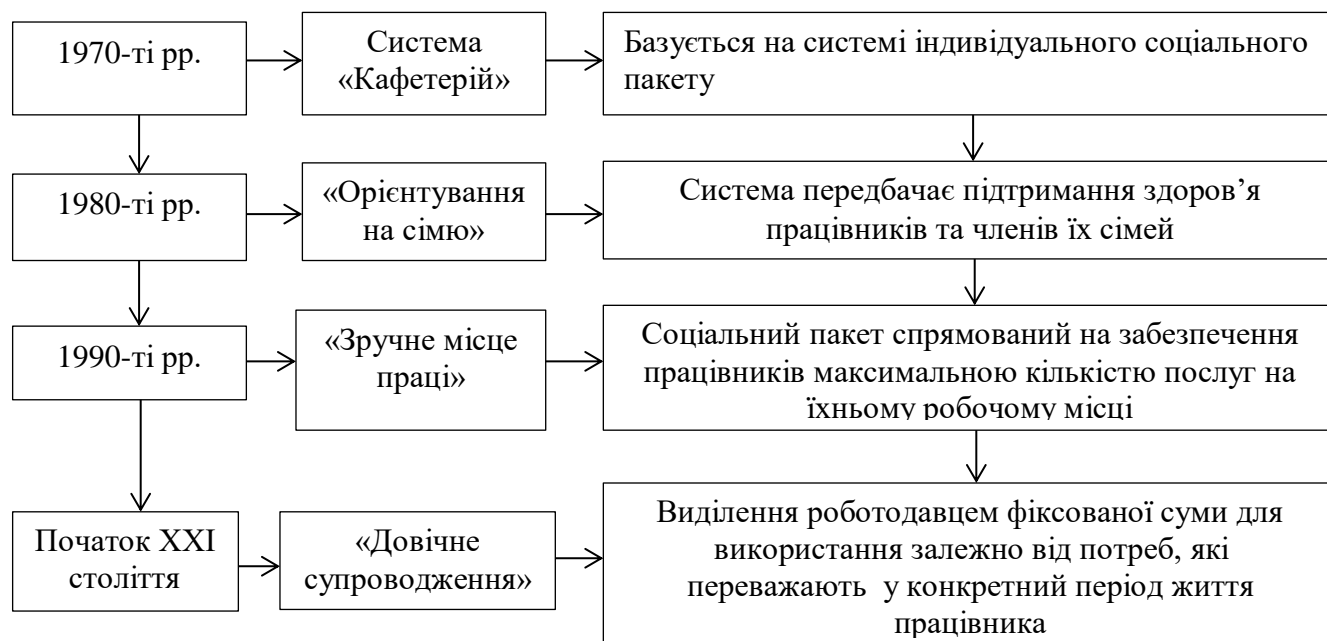 1970-ті рр.
Система
«Кафетерій»
Базується на системі індивідуального соціального
пакету
1980-ті рр.
«Орієнтування
на сімю»
Система передбачає підтримання здоров’я
працівників та членів їх сімей
1990-ті рр.
«Зручне місце
праці»
Соціальний пакет спрямований на забезпечення
працівників максимальною кількістю послуг на
їхньому робочому місці
Початок XXI
століття
«Довічне
супроводження»
Виділення роботодавцем фіксованої суми для
використання залежно від потреб, які
переважають у конкретний період життя
працівника